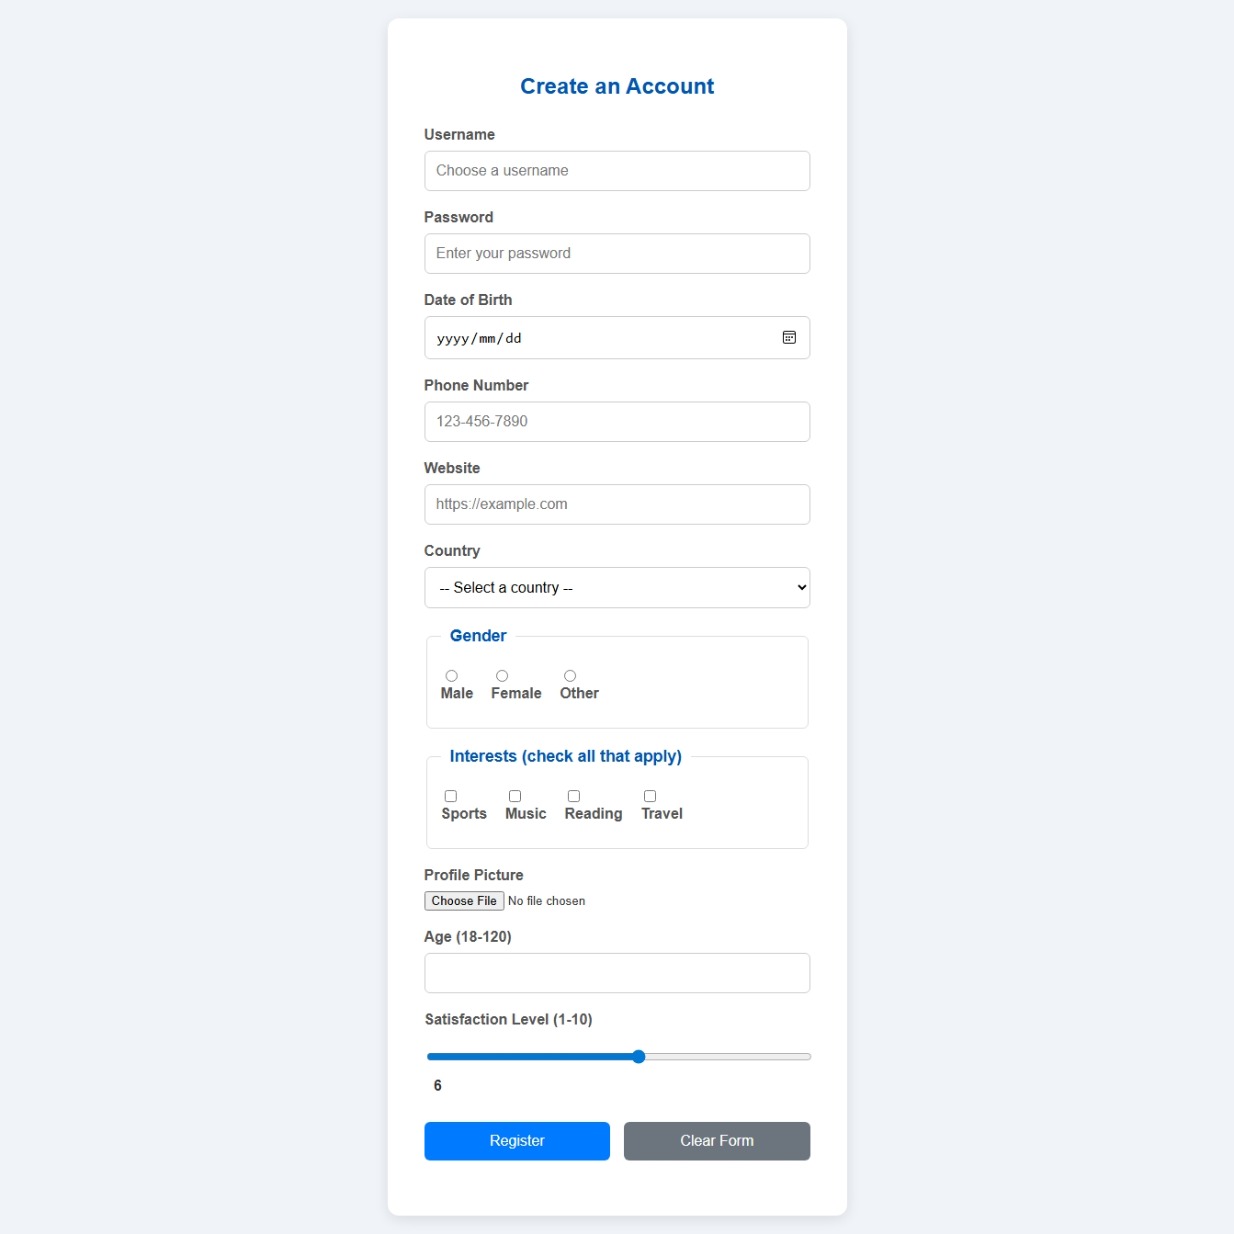 Create an Account
Username
Choose a username
Password
Enter your password
Date of Birth
yyyy/mm/dd
Phone Number
123-456-7890
Website
https://example.com
Country
-- Select a country --
Gender
Male Female Other
Interests (check all that apply)
Sports Music Reading Travel
Profile Picture
Choose File No file chosen
Age (18-120)
Satisfaction Level (1-10)
6
Register Clear Form